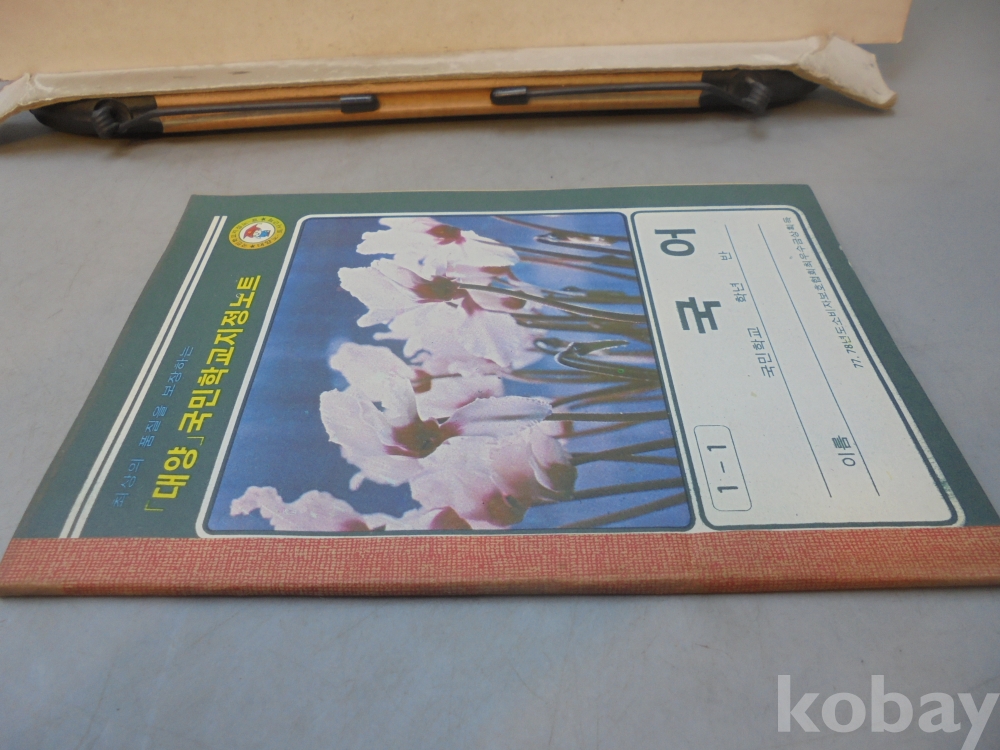 최상의 품질을 보장하는
「대양」국민학교지정노트
국 어
1-1
국민학교 학년 반
이름
77, 78년도소비자보호협회최우수금상획득
kobay